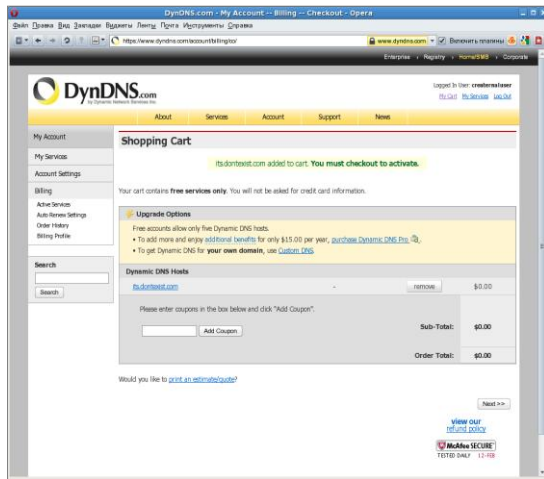 DynDNS.com - My Account -- Billing -- Checkout - Opera
Файл Правка Вид Закладки Виджеты Ленты Почта Инструменты Справка
https://www.dyndns.com/account/billing/co/ www.dyndns.com Включить плагины
Enterprise Registry Home/SMB Corporate
DynDNS.com
by Dynamic Network Services Inc.
Logged In User: createrealuser
My Cart My Services Log Out
About Services Account Support News
My Account
My Services
Account Settings
Billing
Active Services
Auto Renew Settings
Order History
Billing Profile
Search
Search
Shopping Cart
its.dontexist.com added to cart. You must checkout to activate.
Your cart contains free services only. You will not be asked for credit card information.
Upgrade Options
Free accounts allow only five Dynamic DNS hosts.
• To add more and enjoy additional benefits for only $15.00 per year, purchase Dynamic DNS Pro.
• To get Dynamic DNS for your own domain, use Custom DNS.
Dynamic DNS Hosts
its.dontexist.com - remove $0.00
Please enter coupons in the box below and click "Add Coupon".
Add Coupon
Sub-Total: $0.00
Order Total: $0.00
Would you like to print an estimate/quote?
Next >>
view our
refund policy
McAfee SECURE
TESTED DAILY 12-FEB